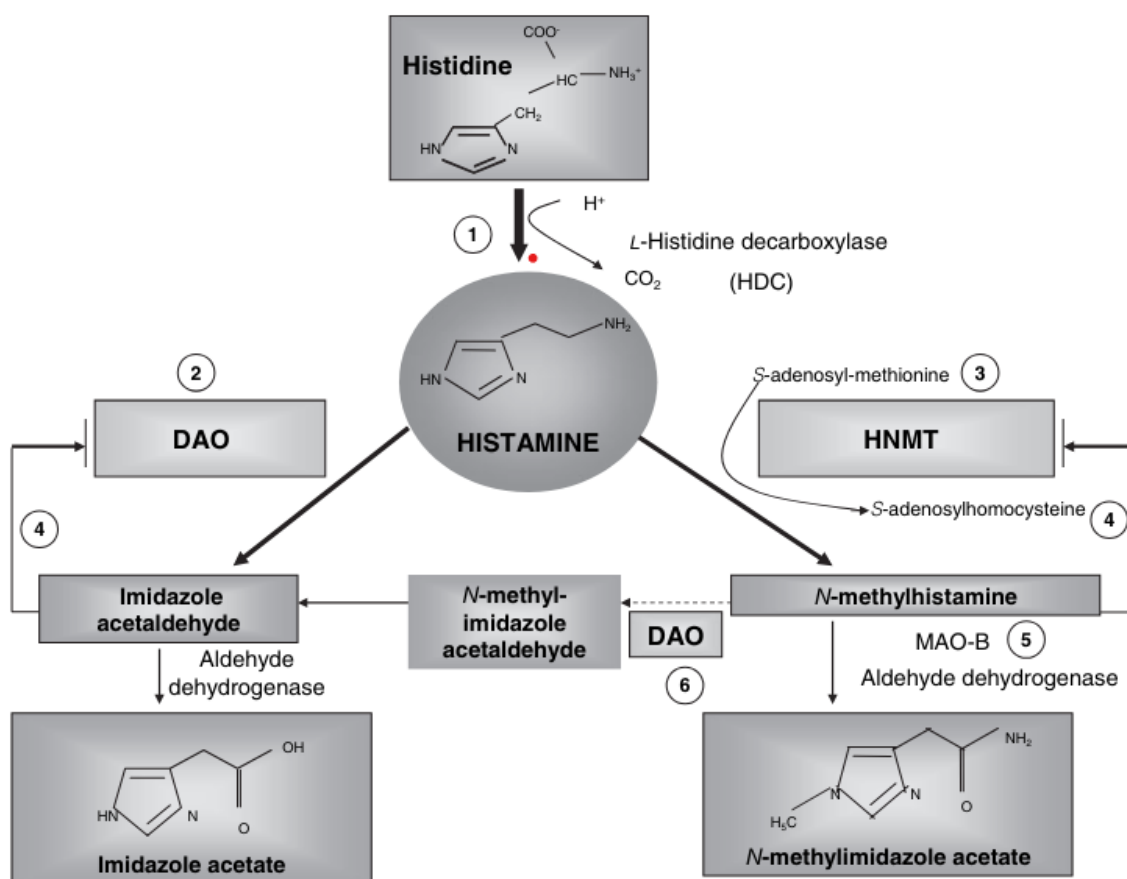 COO-
Histidine
HC
NH3+
CH2
HN
N
1
H+
L-Histidine decarboxylase
CO2
(HDC)
NH2
HN
N
HISTAMINE
2
DAO
S-adenosyl-methionine
3
HNMT
S-adenosylhomocysteine
4
4
Imidazole
acetaldehyde
N-methyl-
imidazole
acetaldehyde
N-methylhistamine
DAO
6
MAO-B
5
Aldehyde dehydrogenase
Aldehyde
dehydrogenase
OH
HN
N
O
Imidazole acetate
NH2
N
N
O
H5C
N-methylimidazole acetate